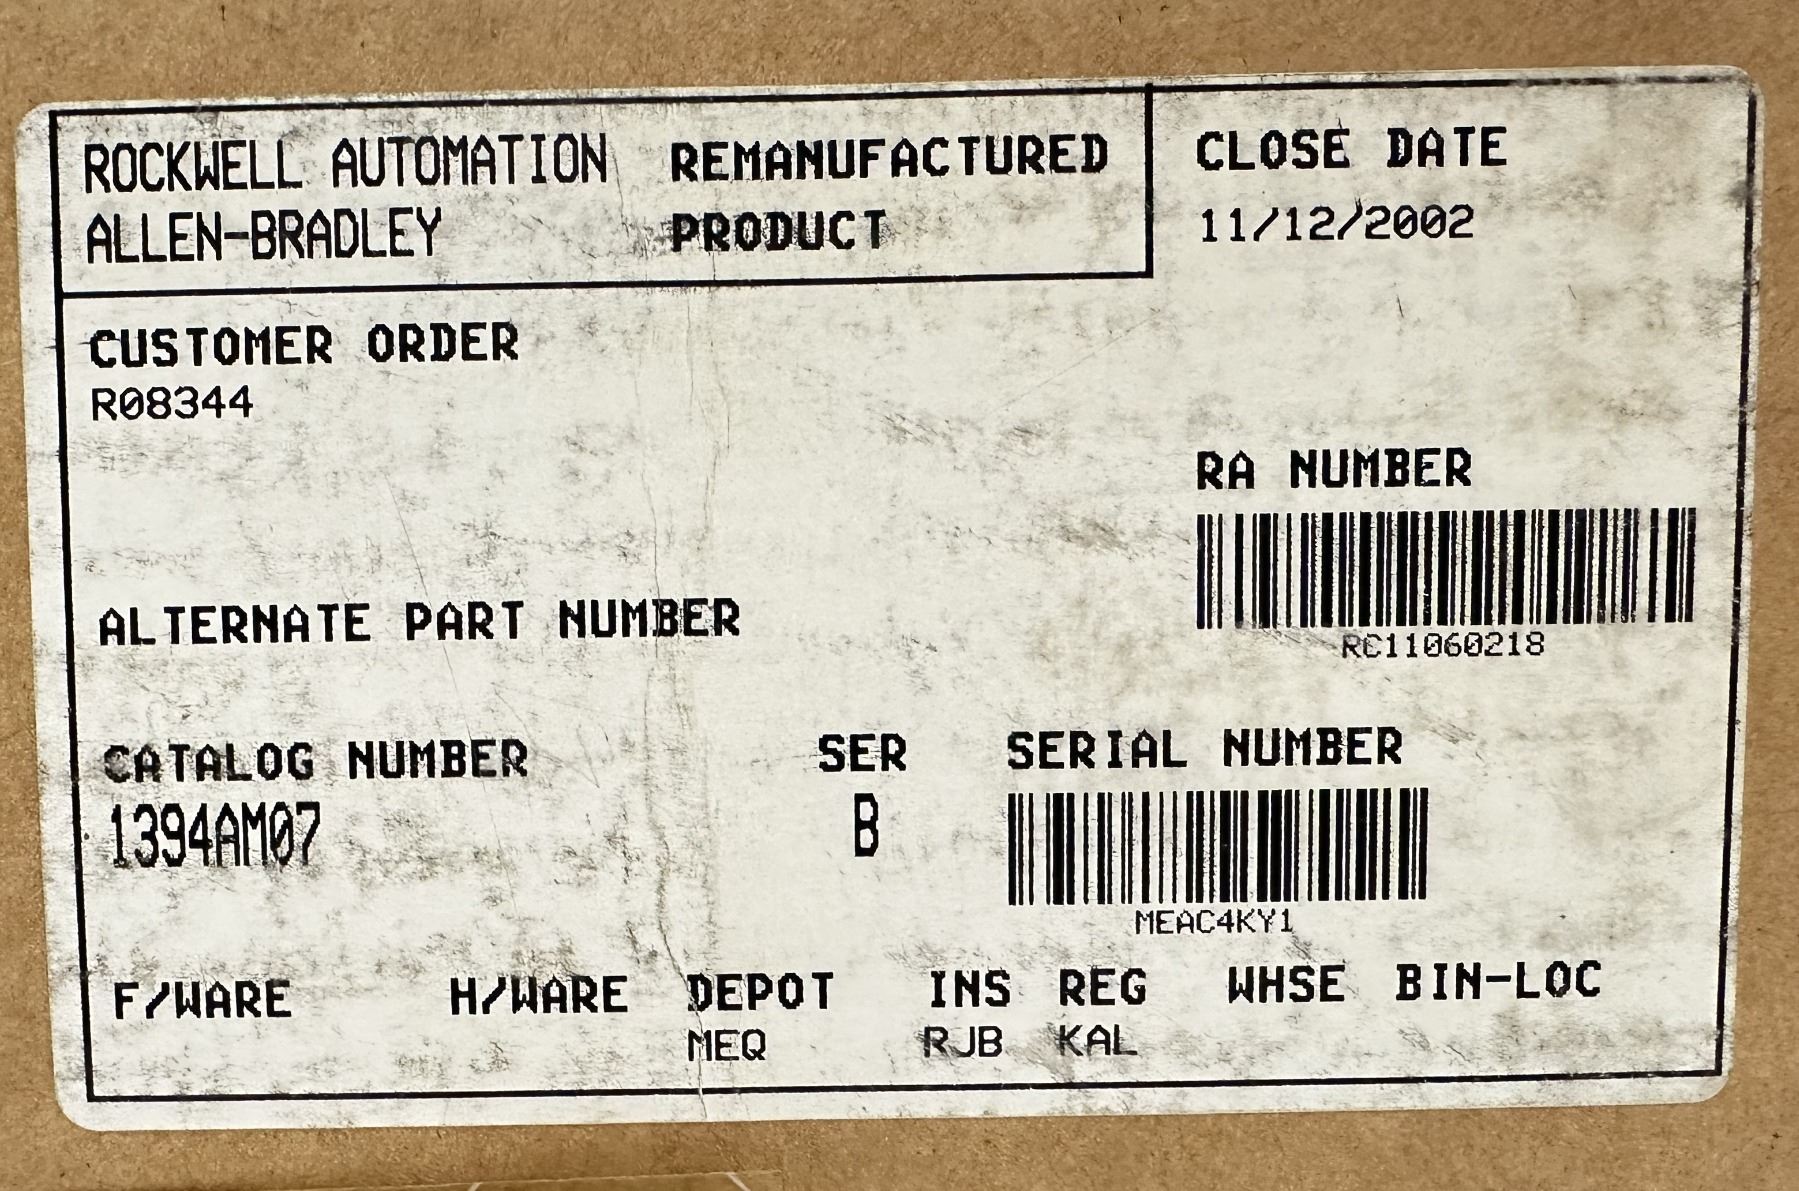 ROCKWELL AUTOMATION REMANUFACTURED
ALLEN-BRADLEY PRODUCT
CLOSE DATE
11/12/2002
CUSTOMER ORDER
R08344
RA NUMBER
RC11060218
ALTERNATE PART NUMBER
CATALOG NUMBER SER SERIAL NUMBER
1394AM07 B
MEAC4KY1
F/WARE H/WARE DEPOT INS REG WHSE BIN-LOC
MEQ RJB KAL